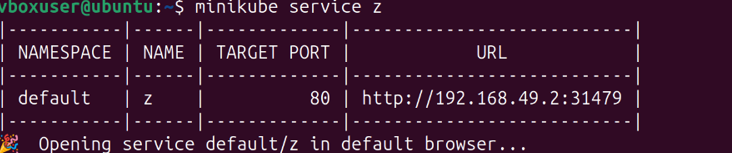 vboxuser@ubuntu:~$ minikube service z
|-----------|------|-------------|---------------------------|
| NAMESPACE | NAME | TARGET PORT |            URL            |
|-----------|------|-------------|---------------------------|
| default   | z    |          80 | http://192.168.49.2:31479 |
|-----------|------|-------------|---------------------------|
🎉  Opening service default/z in default browser...